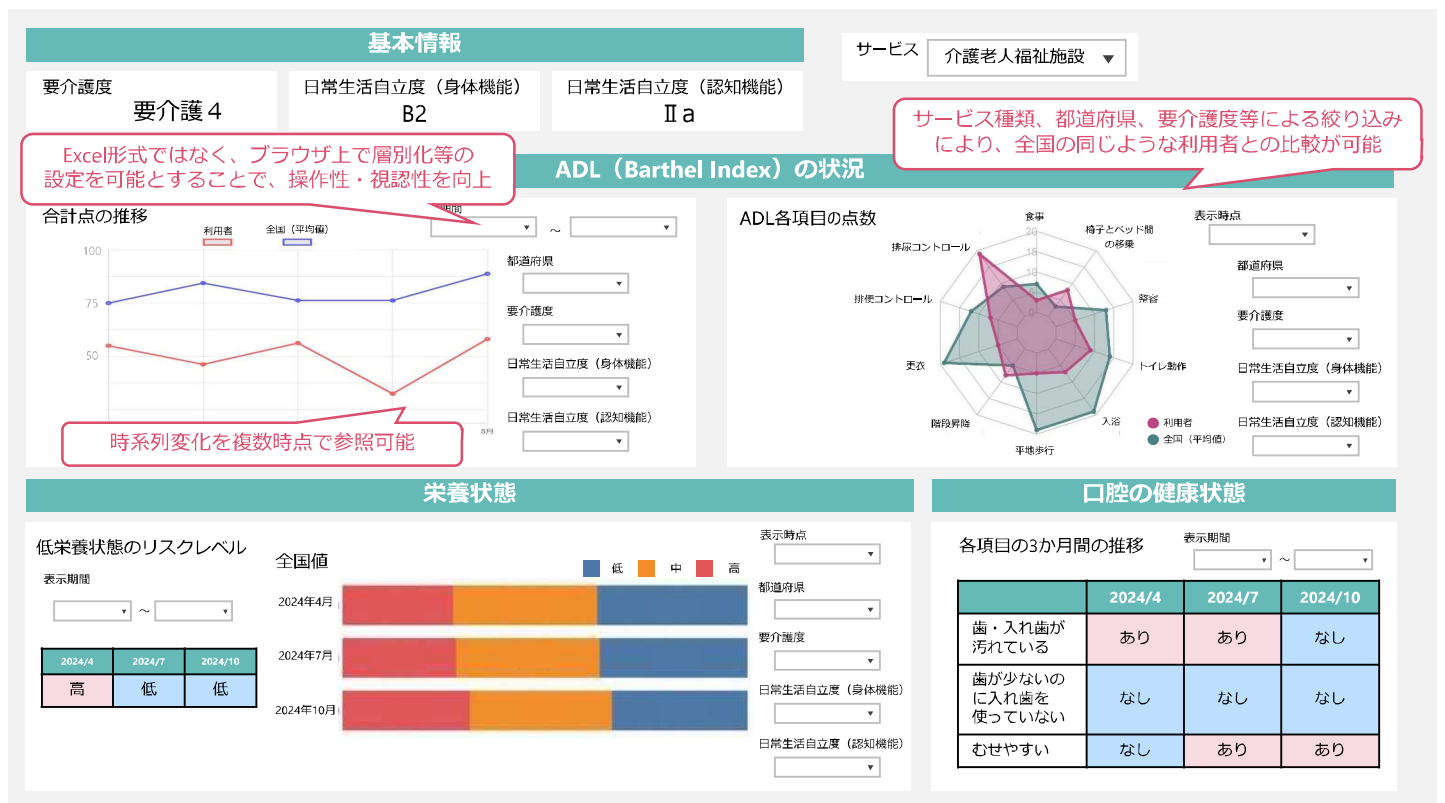 基本情報
サービス
介護老人福祉施設
要介護度
要介護４
日常生活自立度（身体機能）
B2
日常生活自立度（認知機能）
Ⅱａ
サービス種類、都道府県、要介護度等による絞り込み
により、全国の同じような利用者との比較が可能
Excel形式ではなく、ブラウザ上で層別化等の
設定を可能とすることで、操作性・視認性を向上
ADL（Barthel Index）の状況
合計点の推移
期間
～
利用者
全国（平均値）
100
75
50
5月
都道府県
要介護度
日常生活自立度（身体機能）
日常生活自立度（認知機能）
時系列変化を複数時点で参照可能
ADL各項目の点数
食事
椅子とベッド間
の移乗
整容
トイレ動作
入浴
平地歩行
階段昇降
更衣
排便コントロール
排尿コントロール
20
15
10
5
0
利用者
全国（平均値）
表示時点
都道府県
要介護度
日常生活自立度（身体機能）
日常生活自立度（認知機能）
栄養状態
低栄養状態のリスクレベル
表示期間
～
2024/4 2024/7 2024/10
高 低 低
全国値
低 中 高
2024年4月
2024年7月
2024年10月
表示時点
都道府県
要介護度
日常生活自立度（身体機能）
日常生活自立度（認知機能）
口腔の健康状態
各項目の3か月間の推移
表示期間
～
2024/4 2024/7 2024/10
歯・入れ歯が
汚れている
あり あり なし
歯が少ないの
に入れ歯を
使っていない
なし なし なし
むせやすい
なし あり あり